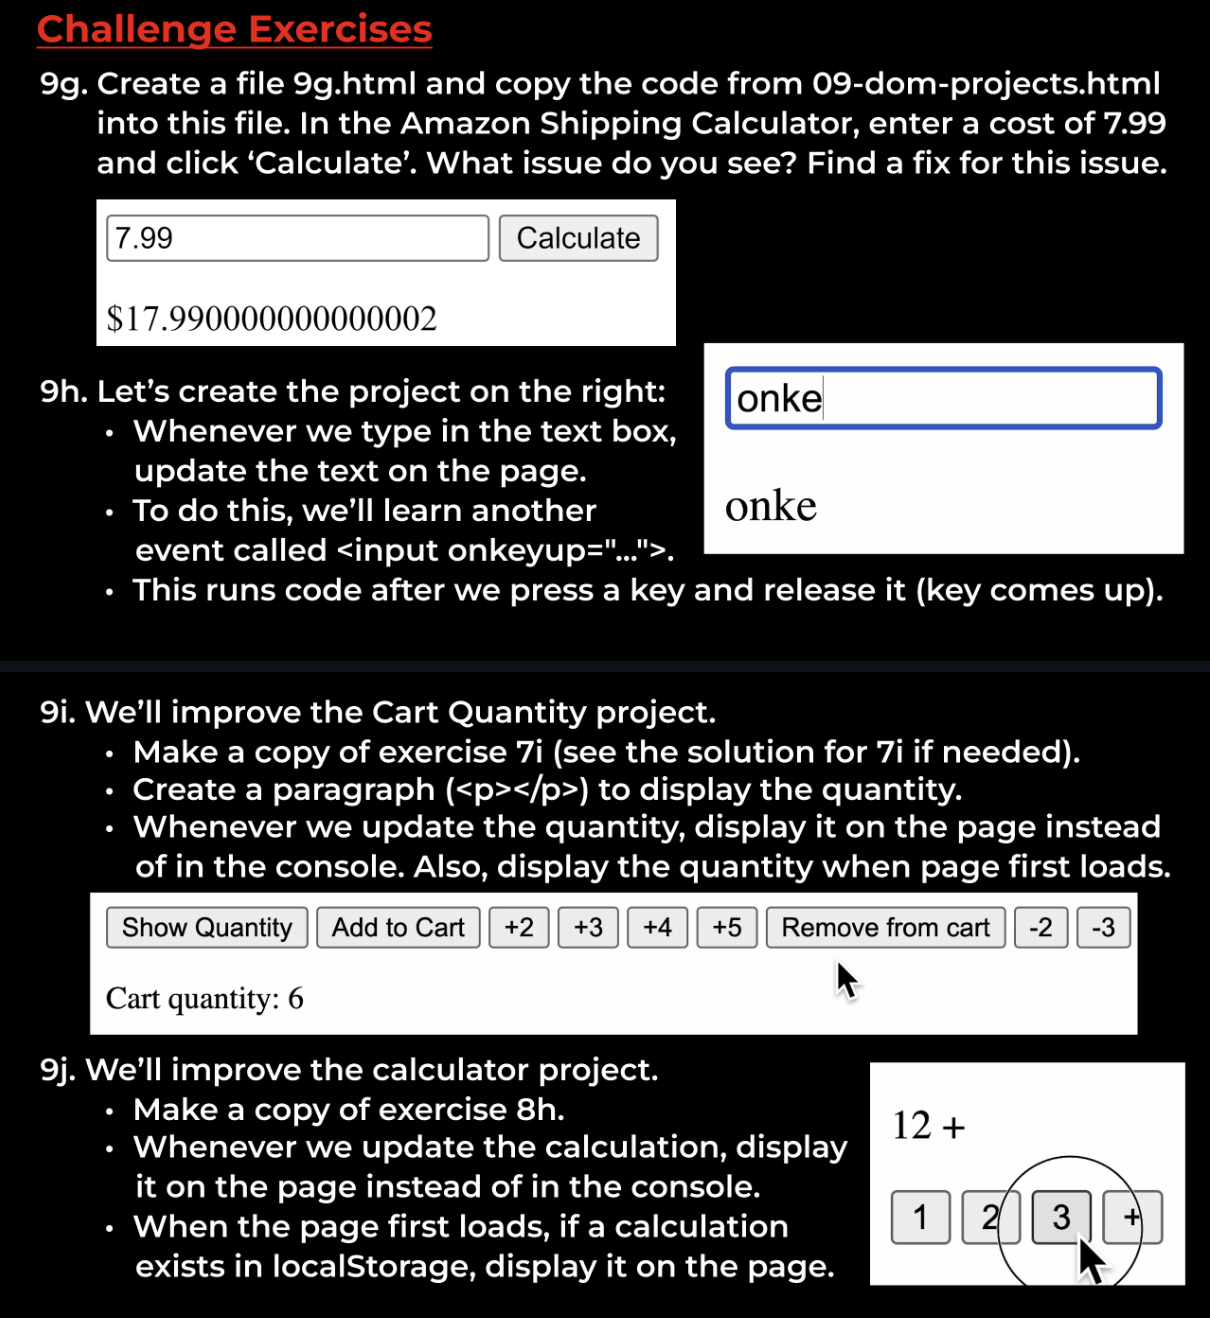 Challenge Exercises
9g. Create a file 9g.html and copy the code from 09-dom-projects.html
into this file. In the Amazon Shipping Calculator, enter a cost of 7.99
and click ‘Calculate’. What issue do you see? Find a fix for this issue.
7.99 Calculate
$17.990000000000002
9h. Let’s create the project on the right:
• Whenever we type in the text box,
update the text on the page.
• To do this, we’ll learn another
event called <input onkeyup="...">.
• This runs code after we press a key and release it (key comes up).
onke
onke
9i. We’ll improve the Cart Quantity project.
• Make a copy of exercise 7i (see the solution for 7i if needed).
• Create a paragraph (<p></p>) to display the quantity.
• Whenever we update the quantity, display it on the page instead
of in the console. Also, display the quantity when page first loads.
Show Quantity Add to Cart +2 +3 +4 +5 Remove from cart -2 -3
Cart quantity: 6
9j. We’ll improve the calculator project.
• Make a copy of exercise 8h.
• Whenever we update the calculation, display
it on the page instead of in the console.
• When the page first loads, if a calculation
exists in localStorage, display it on the page.
12 +
1 2 3 +